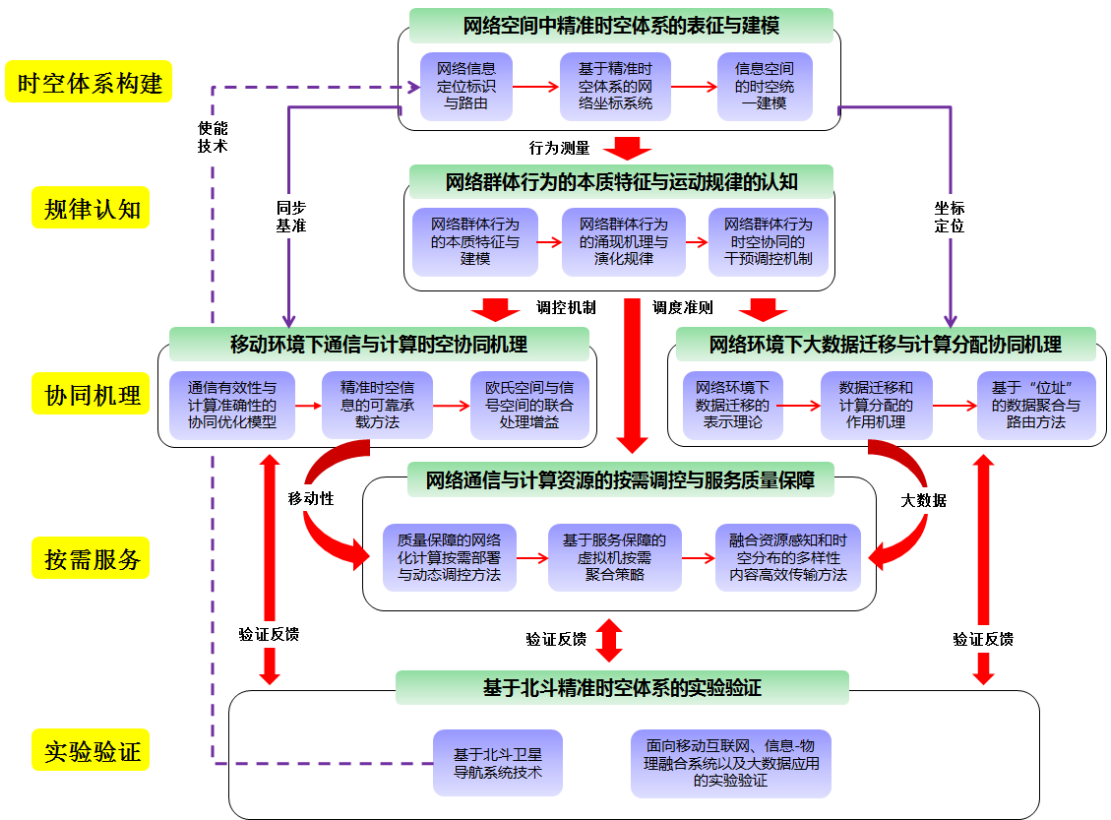 网络空间中精准时空体系的表征与建模
时空体系构建
网络信息
定位标识
与路由
基于精准时
空体系的网
络坐标系统
信息空间
的时空统
一建模
使能
技术
行为测量
规律认知
网络群体行为的本质特征与运动规律的认知
同步
基准
网络群体行为
的本质特征与
建模
网络群体行为
的涌现机理与
演化规律
网络群体行为
时空协同的
干预调控机制
坐标
定位
调控机制
调度准则
协同机理
移动环境下通信与计算时空协同机理
通信有效性与
计算准确性的
协同优化模型
精准时空信
息的可靠承
载方法
欧氏空间与信
号空间的联合
处理增益
网络环境下大数据迁移与计算分配协同机理
网络环境下
数据迁移的
表示理论
数据迁移和
计算分配的
作用机理
基于“位址”
的数据聚合与
路由方法
移动性
大数据
按需服务
网络通信与计算资源的按需调控与服务质量保障
质量保障的网络
化计算按需部署
与动态调控方法
基于服务保障的
虚拟机按需
聚合策略
融合资源感知和时
空分布的多样性
内容高效传输方法
验证反馈
验证反馈
验证反馈
实验验证
基于北斗精准时空体系的实验验证
基于北斗卫星
导航系统技术
面向移动互联网、信息-物
理融合系统以及大数据应用
的实验验证